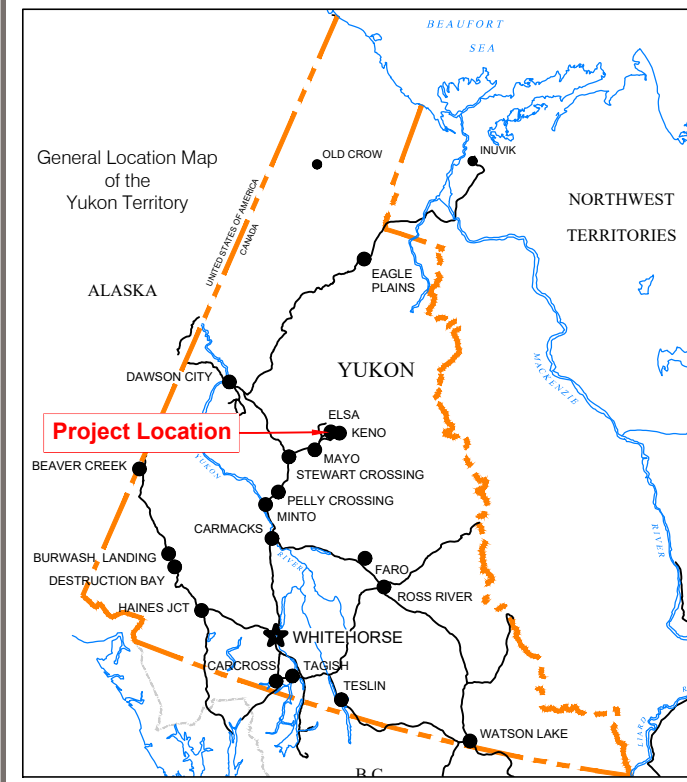 BEAUFORT
SEA
General Location Map
of the
Yukon Territory
OLD CROW
INUVIK
NORTHWEST
TERRITORIES
UNITED STATES OF AMERICA
CANADA
EAGLE
PLAINS
ALASKA
YUKON
MACKENZIE
DAWSON CITY
ELSA
Project Location
KENO
MAYO
BEAVER CREEK
YUKON
STEWART CROSSING
PELLY CROSSING
MINTO
CARMACKS
RIVER
RIVER
BURWASH LANDING
FARO
DESTRUCTION BAY
ROSS RIVER
HAINES JCT
WHITEHORSE
CARCROSS
TAGISH
TESLIN
LIARD
WATSON LAKE